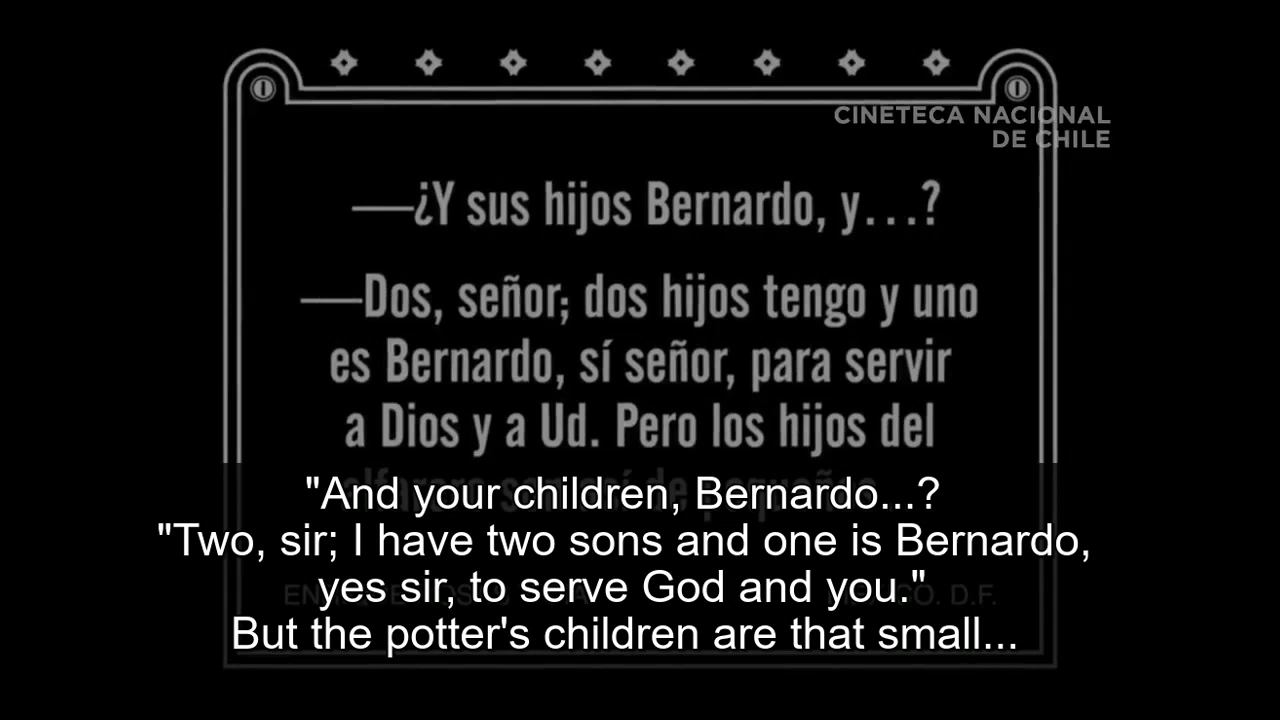 CINETECA NACIONAL
DE CHILE
—¿Y sus hijos Bernardo, y...?
—Dos, señor; dos hijos tengo y uno
es Bernardo, sí señor, para servir
a Dios y a Ud. Pero los hijos del
"And your children, Bernardo...?
"Two, sir; I have two sons and one is Bernardo,
yes sir, to serve God and you."
But the potter's children are that small...
D.F.